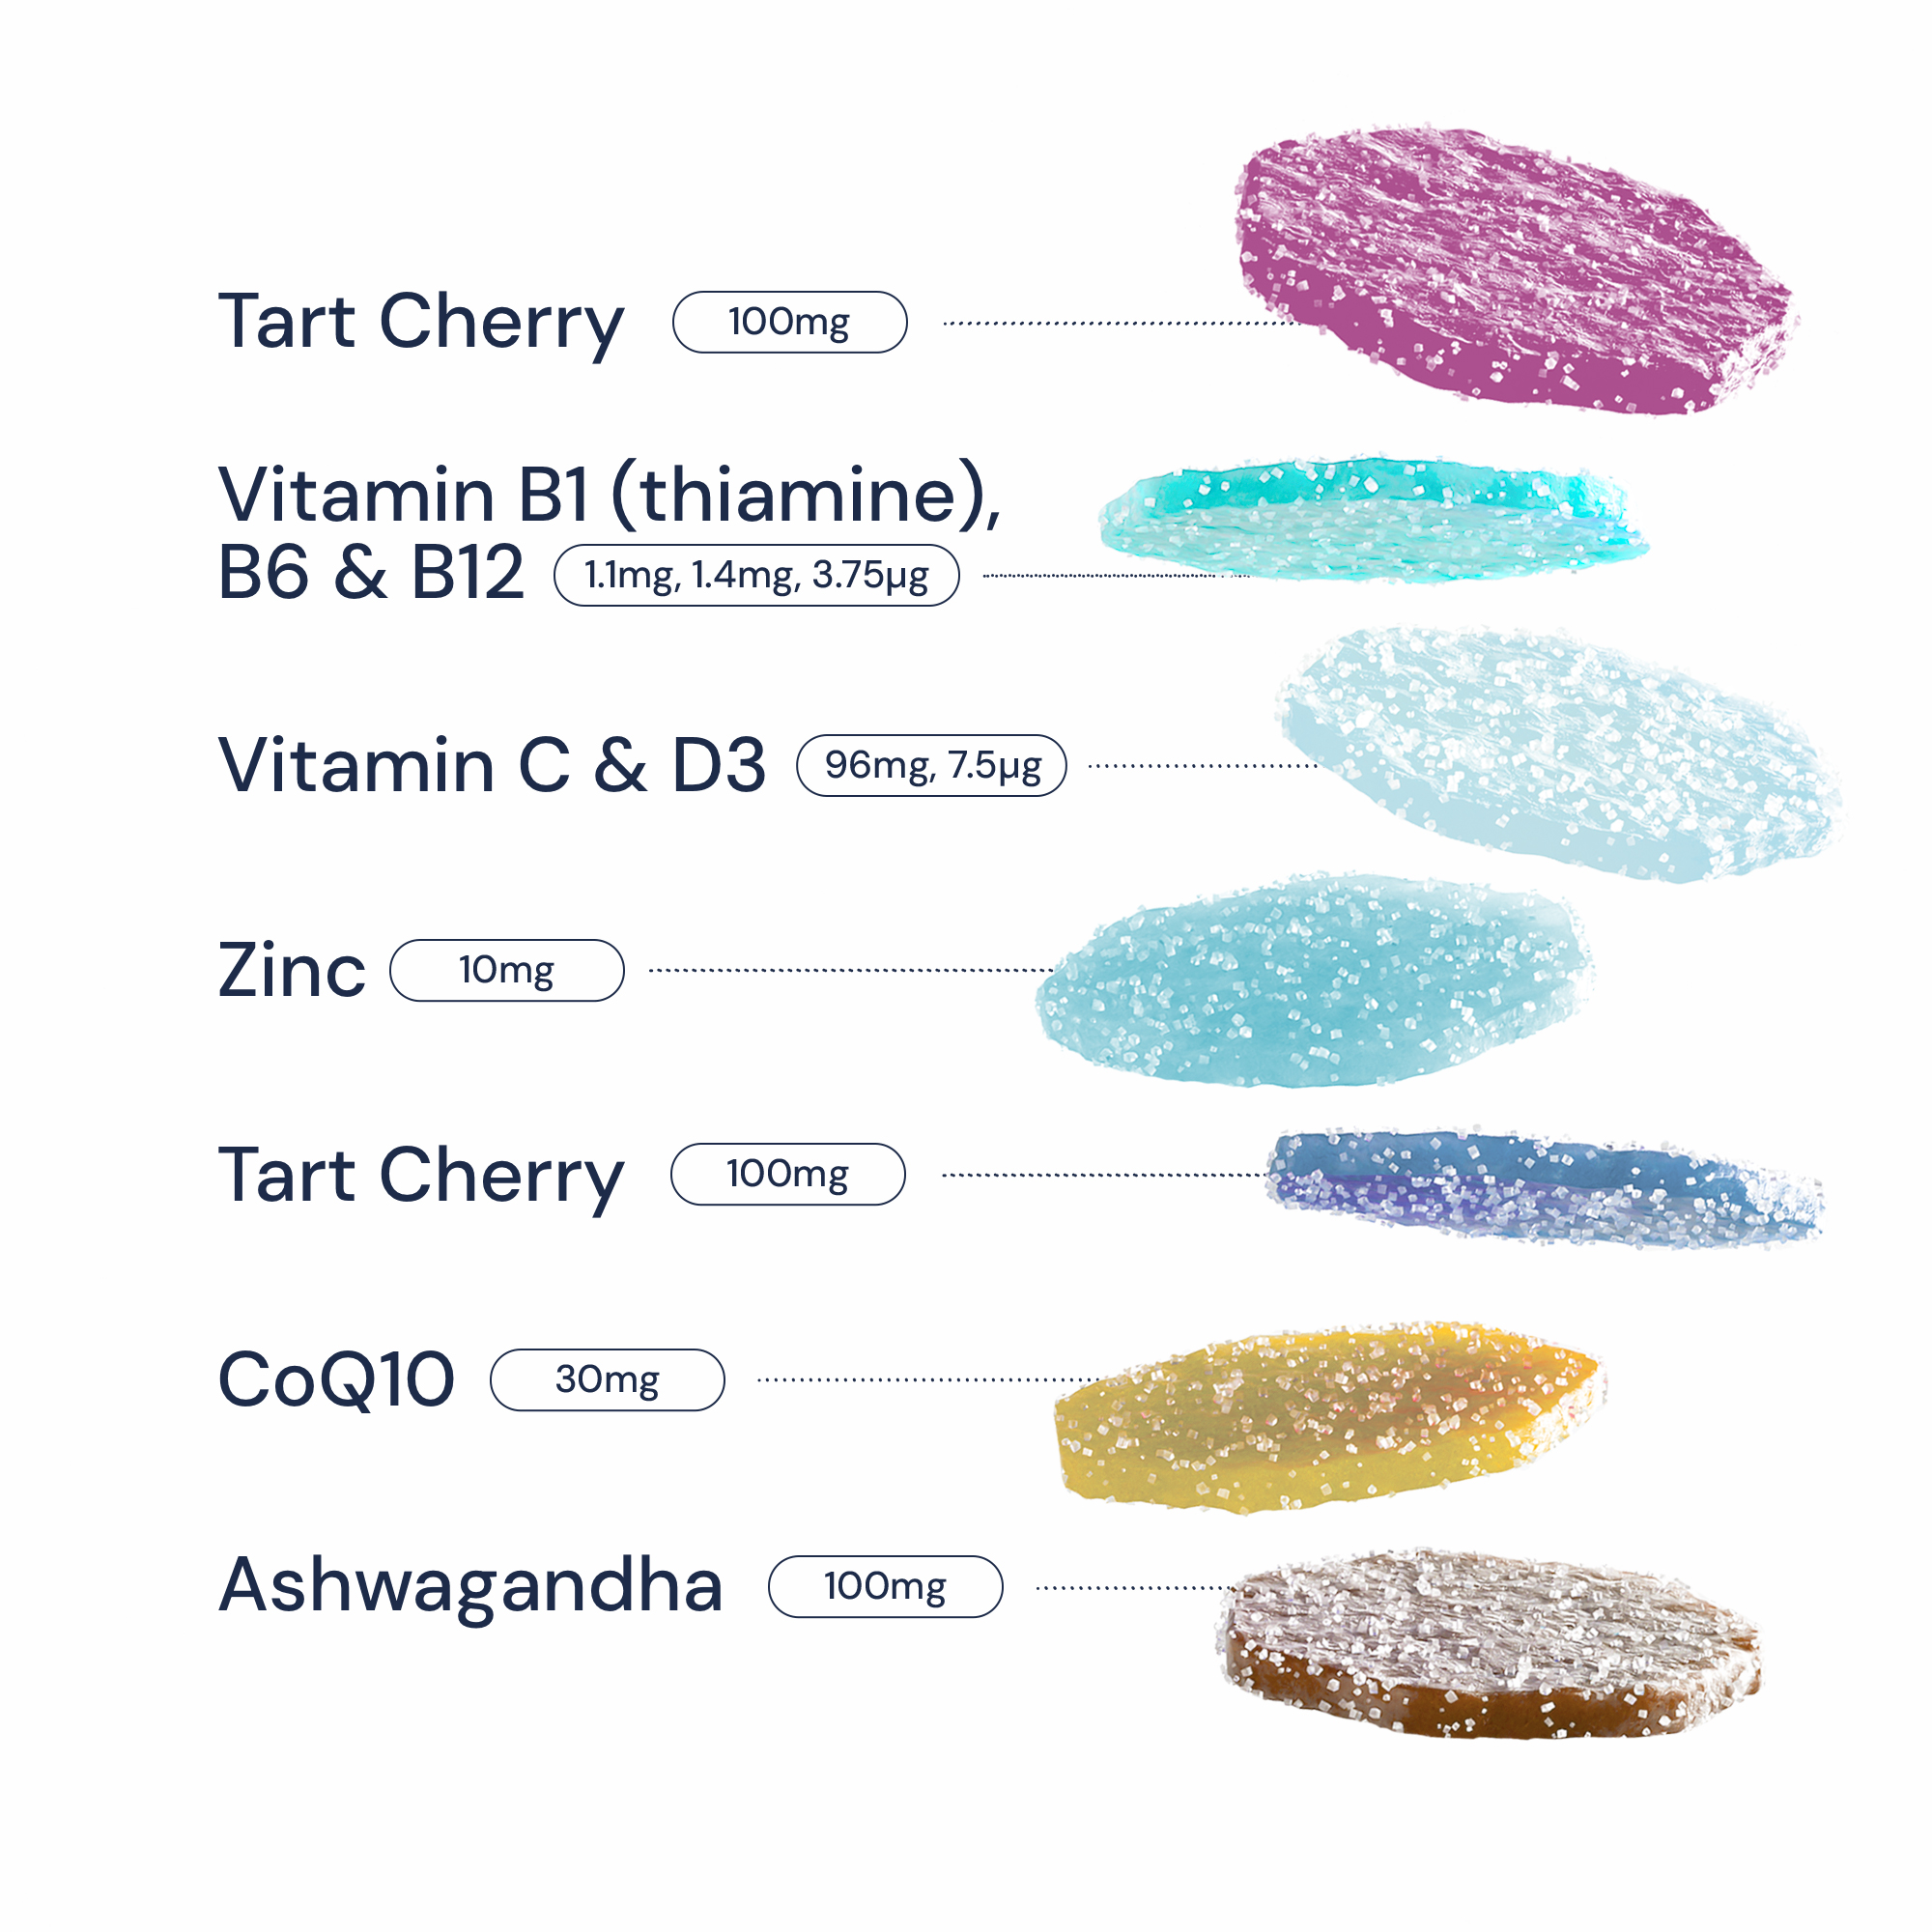 Tart Cherry 100mg
Vitamin B1 (thiamine),
B6 & B12 1.1mg, 1.4mg, 3.75µg
Vitamin C & D3 96mg, 7.5µg
Zinc 10mg
Tart Cherry 100mg
CoQ10 30mg
Ashwagandha 100mg